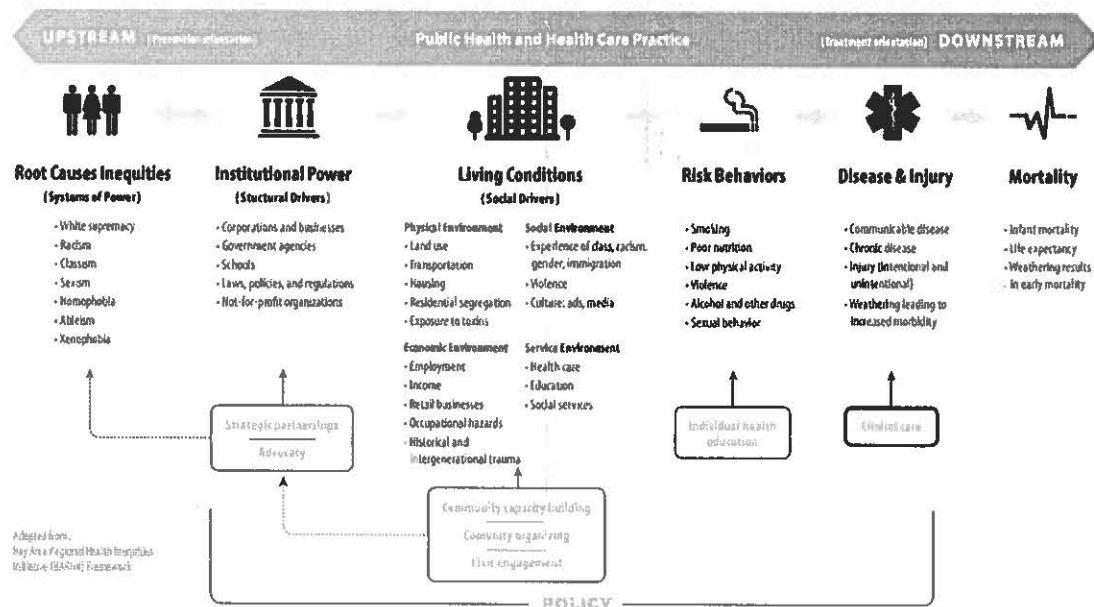 UPSTREAM (Prevention orientation) Public Health and Health Care Practice (Treatment orientation) DOWNSTREAM
Root Causes Inequities
(Systems of Power)
• White supremacy
• Racism
• Classism
• Sexism
• Homophobia
• Ableism
• Xenophobia
Institutional Power
(Stuctural Drivers)
• Corporations and businesses
• Government agencies
• Schools
• Laws, policies, and regulations
• Not-for-profit organizations
Strategic partnerships
Advocacy
Living Conditions
(Social Drivers)
Physical Environment
• Land use
• Transportation
• Housing
• Residential segregation
• Exposure to toxins
Social Environment
• Experience of class, racism,
gender, immigration
• Violence
• Culture: ads, media
Economic Environment
• Employment
• Income
• Retail businesses
• Occupational hazards
• Historical and
intergenerational trauma
Service Environment
• Health care
• Education
• Social services
Community capacity building
Comunity organizing
Civic engagement
Risk Behaviors
• Smoking
• Poor nutrition
• Low physical activity
• Violence
• Alcohol and other drugs
• Sexual behavior
Individual health
education
Disease & Injury
• Communicable disease
• Chronic disease
• Injury (intentional and
unintentional)
• Weathering leading to
increased morbidity
Clinical care
Mortality
• Infant mortality
• Life expectancy
• Weathering results
• In early mortality
Adapted from:
Bay Area Regional Health Inequities
Initiative (BARHII) Framework
POLICY